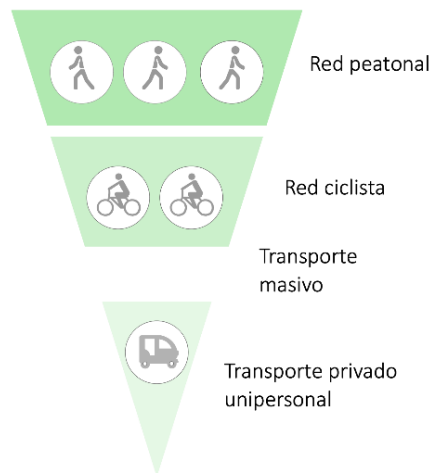 Red peatonal
Red ciclista
Transporte
masivo
Transporte privado
unipersonal